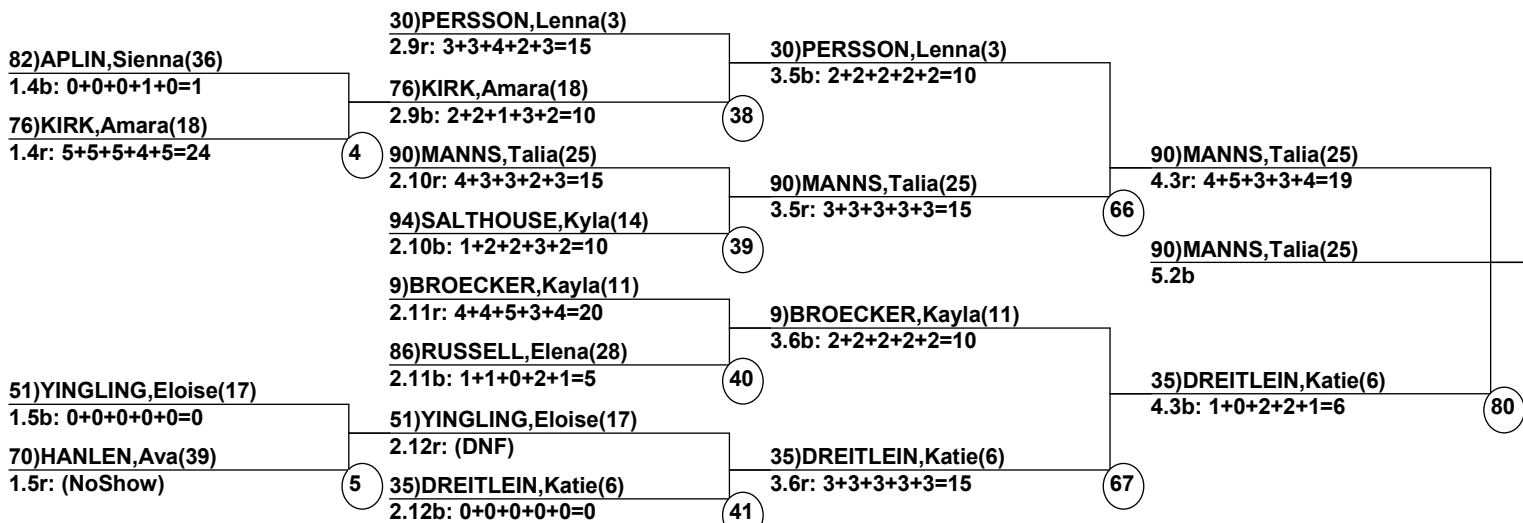 82)APLIN,Sienna(36)
1.4b: 0+0+0+1+0=1
76)KIRK,Amara(18)
1.4r: 5+5+5+4+5=24
4
51)YINGLING,Eloise(17)
1.5b: 0+0+0+0+0=0
70)HANLEN,Ava(39)
1.5r: (NoShow)
5
30)PERSSON,Lenna(3)
2.9r: 3+3+4+2+3=15
76)KIRK,Amara(18)
2.9b: 2+2+1+3+2=10
38
90)MANNS,Talia(25)
2.10r: 4+3+3+2+3=15
94)SALTHOUSE,Kyla(14)
2.10b: 1+2+2+3+2=10
39
9)BROECKER,Kayla(11)
2.11r: 4+4+5+3+4=20
86)RUSSELL,Elena(28)
2.11b: 1+1+0+2+1=5
40
51)YINGLING,Eloise(17)
2.12r: (DNF)
35)DREITLEIN,Katie(6)
2.12b: 0+0+0+0+0=0
41
30)PERSSON,Lenna(3)
3.5b: 2+2+2+2+2=10
90)MANNS,Talia(25)
3.5r: 3+3+3+3+3=15
66
9)BROECKER,Kayla(11)
3.6b: 2+2+2+2+2=10
35)DREITLEIN,Katie(6)
3.6r: 3+3+3+3+3=15
67
90)MANNS,Talia(25)
4.3r: 4+5+3+3+4=19
90)MANNS,Talia(25)
5.2b
35)DREITLEIN,Katie(6)
4.3b: 1+0+2+2+1=6
80